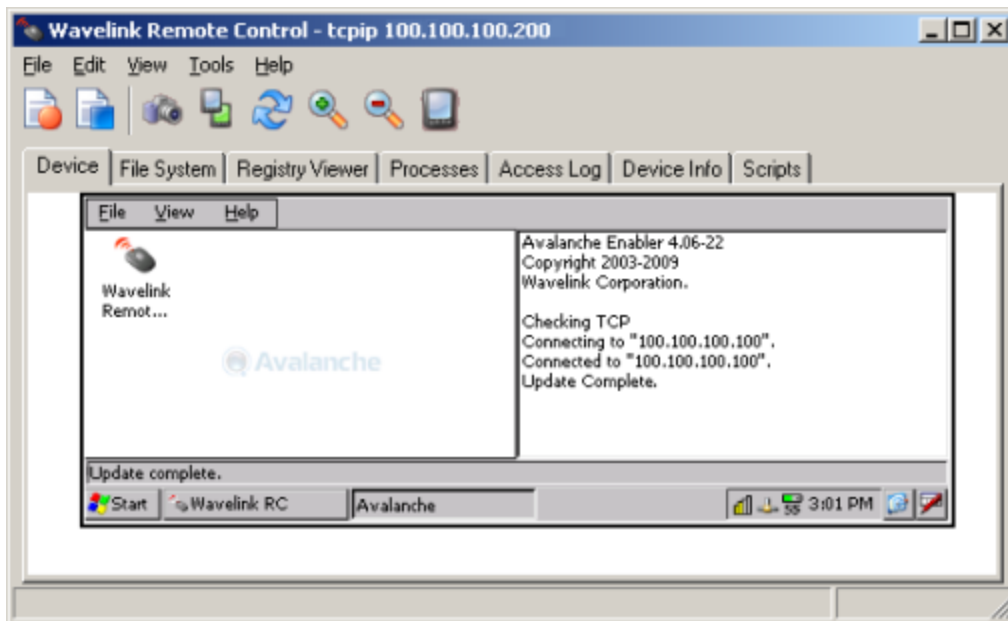 Wavelink Remote Control - tcpip 100.100.100.200
File Edit View Tools Help
Device File System Registry Viewer Processes Access Log Device Info Scripts
File View Help
Wavelink
Remot...
Avalanche
Avalanche Enabler 4.06-22
Copyright 2003-2009
Wavelink Corporation.
Checking TCP
Connecting to "100.100.100.100".
Connected to "100.100.100.100".
Update Complete.
Update complete.
Start Wavelink RC Avalanche 55 3:01 PM